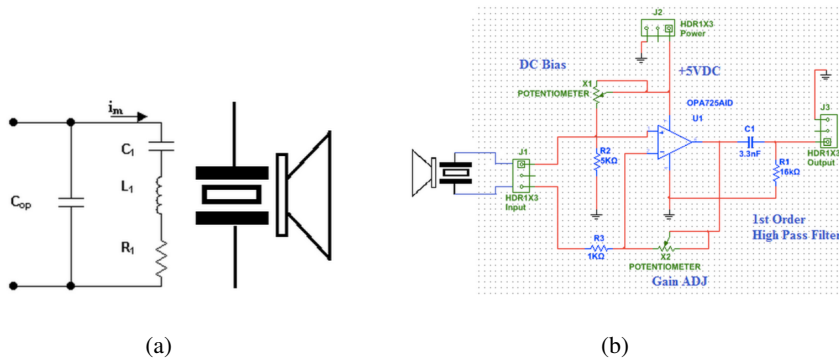 i_m
C_1
C_op
L_1
R_1
(a)
J2
HDR1X3
Power
DC Bias
+5VDC
X1
POTENTIOMETER
OPA725AID
U1
J3
HDR1X3
Output
C1
3.3nF
J1
HDR1X3
Input
R2
5KΩ
R1
16kΩ
R3
1KΩ
X2
POTENTIOMETER
Gain ADJ
1st Order
High Pass Filter
(b)